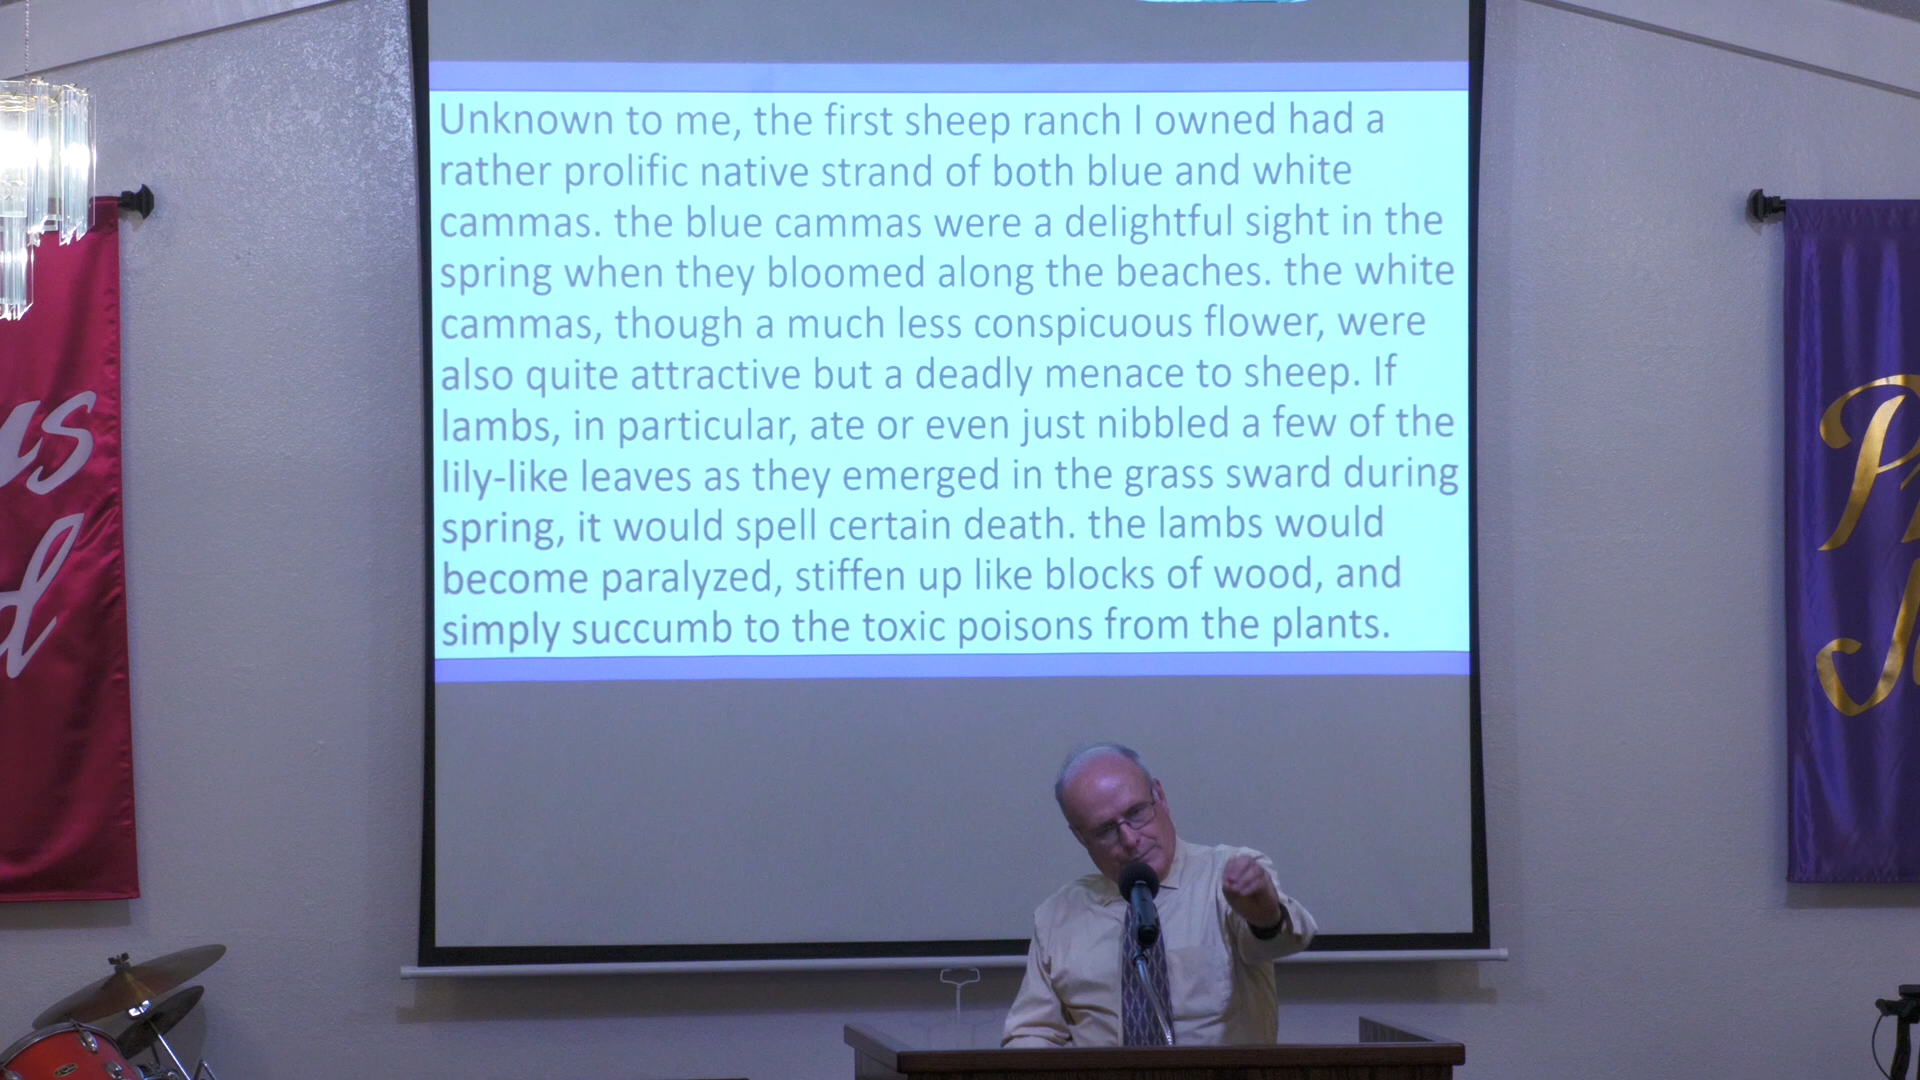 Unknown to me, the first sheep ranch I owned had a
rather prolific native strand of both blue and white
cammas. the blue cammas were a delightful sight in the
spring when they bloomed along the beaches. the white
cammas, though a much less conspicuous flower, were
also quite attractive but a deadly menace to sheep. If
lambs, in particular, ate or even just nibbled a few of the
lily-like leaves as they emerged in the grass sward during
spring, it would spell certain death. the lambs would
become paralyzed, stiffen up like blocks of wood, and
simply succumb to the toxic poisons from the plants.